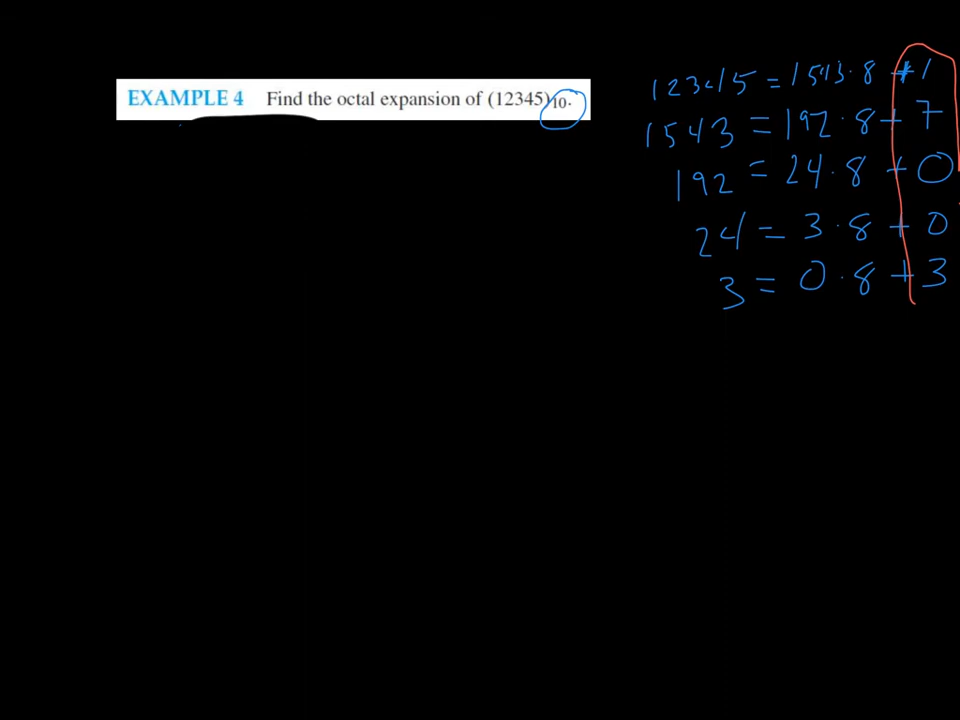 EXAMPLE 4 Find the octal expansion of (12345)10.
12345 = 1543 · 8 + 1
1543 = 192 · 8 + 7
192 = 24 · 8 + 0
24 = 3 · 8 + 0
3 = 0 · 8 + 3